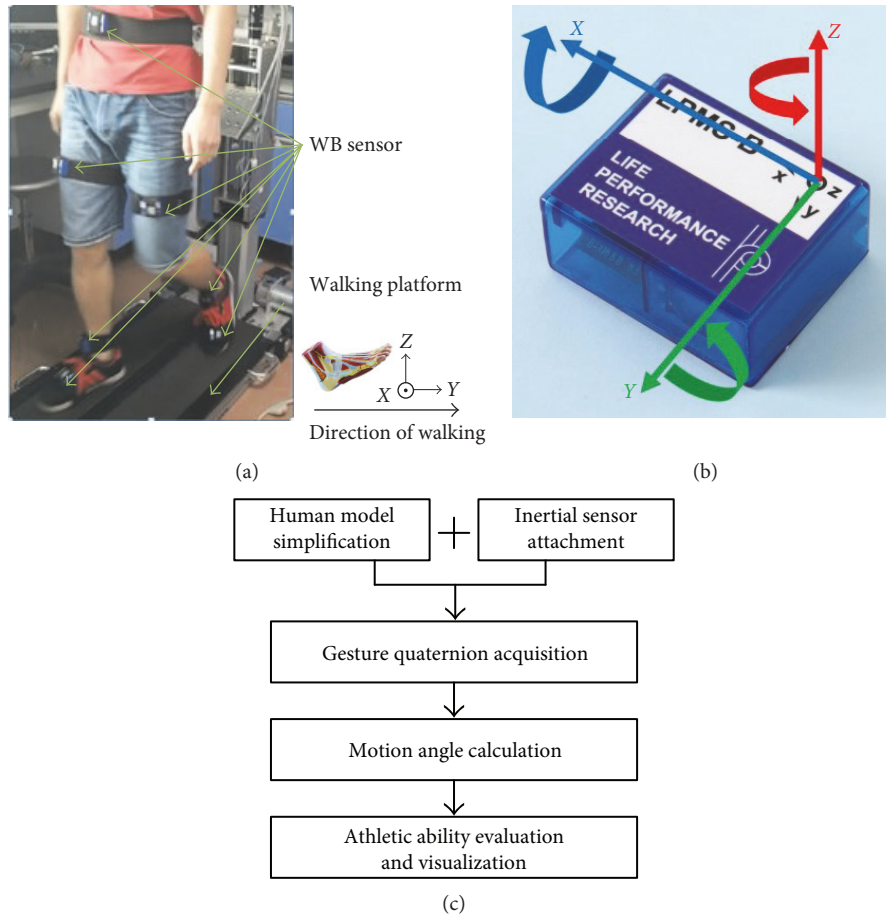 WB sensor
Walking platform
Z
X
Y
Direction of walking
(a)
X
Z
LPMS-B
x
z
y
LIFE
PERFORMANCE
RESEARCH
Y
(b)
Human model
simplification
Inertial sensor
attachment
Gesture quaternion acquisition
Motion angle calculation
Athletic ability evaluation
and visualization
(c)